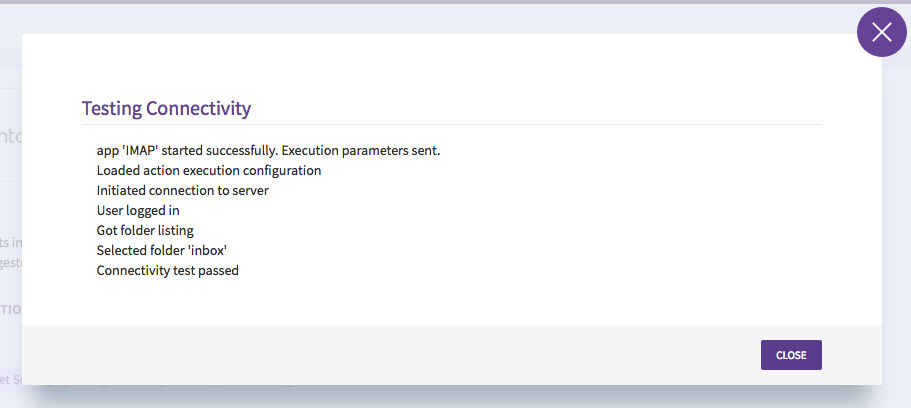 Testing Connectivity
app 'IMAP' started successfully. Execution parameters sent.
Loaded action execution configuration
Initiated connection to server
User logged in
Got folder listing
Selected folder 'inbox'
Connectivity test passed
CLOSE